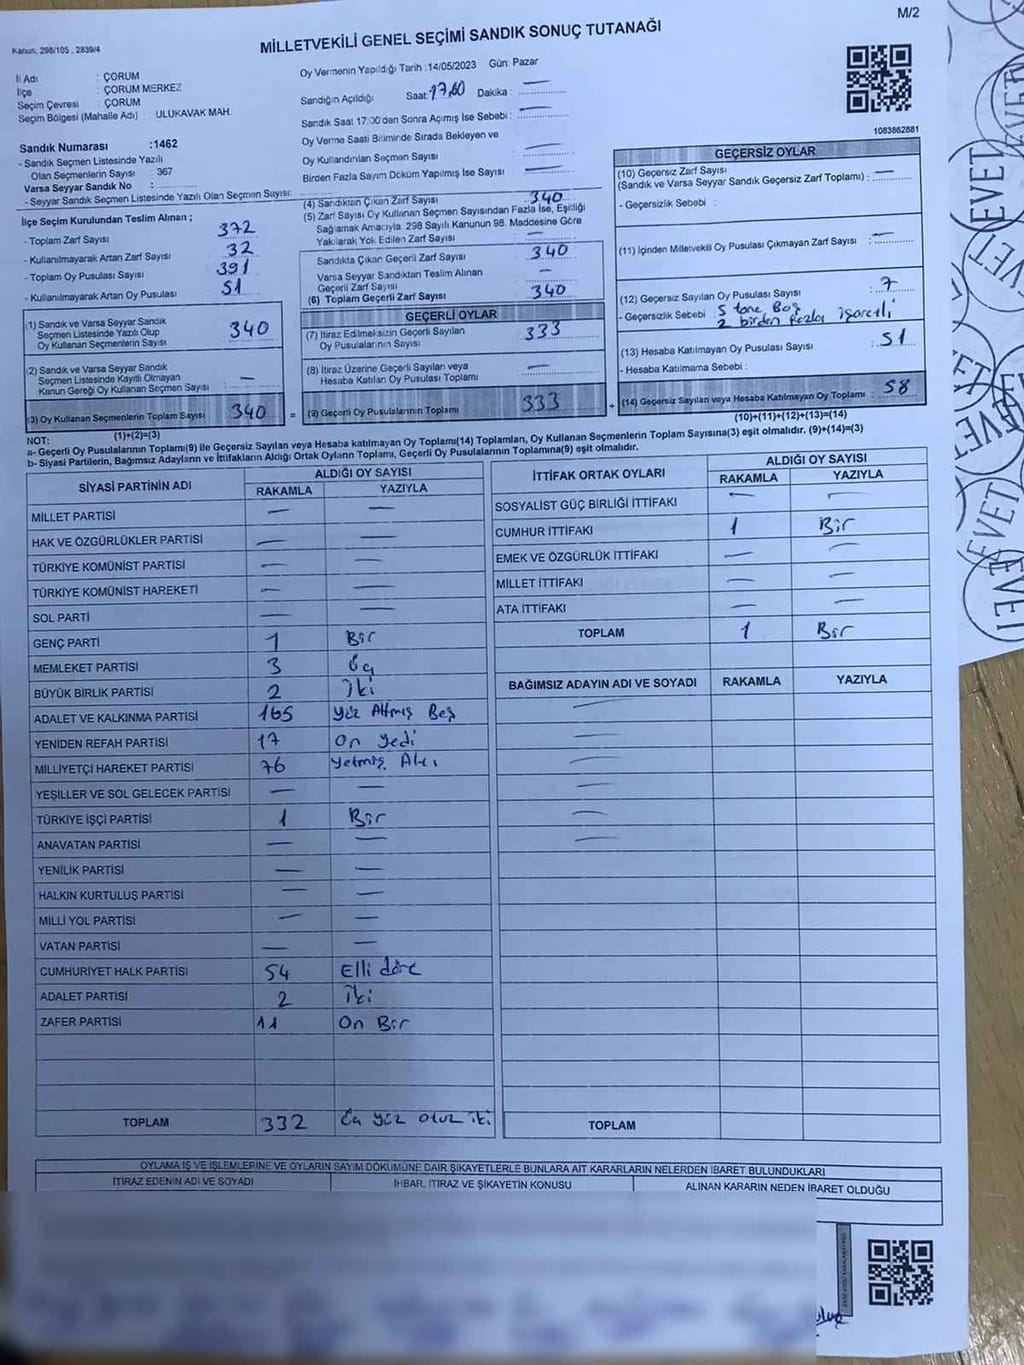 M/2
Kanun, 298/105 , 2839/4
MİLLETVEKİLİ GENEL SEÇİMİ SANDIK SONUÇ TUTANAĞI
İl Adı : ÇORUM
İlçe : ÇORUM MERKEZ
Seçim Çevresi : ÇORUM
Seçim Bölgesi (Mahalle Adı) : ULUKAVAK MAH.
Oy Vermenin Yapıldığı Tarih :14/05/2023 Gün: Pazar
Sandığın Açıldığı Saat:17,00 Dakika : —
Sandık Saat 17:00'den Sonra Açımış İse Sebebi : —
Oy Verme Saati Bitiminde Sırada Bekleyen ve
Oy Kullandırılan Seçmen Sayısı —
Birden Fazla Sayım Döküm Yapılmış İse Sayısı : —
1083862881
Sandık Numarası :1462
- Sandık Seçmen Listesinde Yazılı
Olan Seçmenlerin Sayısı : 367
Varsa Seyyar Sandık No :
- Seyyar Sandık Seçmen Listesinde Yazılı Olan Seçmen Sayısı:
İlçe Seçim Kurulundan Teslim Alınan ;
- Toplam Zarf Sayısı 372
- Kullanılmayarak Artan Zarf Sayısı 32
- Toplam Oy Pusulası Sayısı 391
- Kullanılmayarak Artan Oy Pusulası 51
(1) Sandık ve Varsa Seyyar Sandık
Seçmen Listesinde Yazılı Olup
Oy Kullanan Seçmenlerin Sayısı 340
(2) Sandık ve Varsa Seyyar Sandık
Seçmen Listesinde Kayıtlı Olmayan
Kanun Gereği Oy Kullanan Seçmen Sayısı : —
(3) Oy Kullanan Seçmenlerin Toplam Sayısı 340 =
(1)+(2)=(3)
(4) Sandıktan Çıkan Zarf Sayısı 340
(5) Zarf Sayısı Oy Kullanan Seçmen Sayısından Fazla İse, Eşitliği
Sağlamak Amacıyla, 298 Sayılı Kanunun 98. Maddesine Göre
Yakılarak Yok Edilen Zarf Sayısı : —
Sandıkta Çıkan Geçerli Zarf Sayısı 340
Varsa Seyyar Sandıktan Teslim Alınan
Geçerli Zarf Sayısı —
(6) Toplam Geçerli Zarf Sayısı 340
GEÇERLİ OYLAR
(7) İtiraz Edilmeksizin Geçerli Sayılan
Oy Pusulalarının Sayısı 333
(8) İtiraz Üzerine Geçerli Sayılan veya
Hesaba Katılan Oy Pusulası Toplamı —
(9) Geçerli Oy Pusulalarının Toplamı 333 +
GEÇERSİZ OYLAR
(10) Geçersiz Zarf Sayısı
(Sandık ve Varsa Seyyar Sandık Geçersiz Zarf Toplamı) : —
- Geçersizlik Sebebi :
(11) İçinden Milletvekili Oy Pusulası Çıkmayan Zarf Sayısı : —
(12) Geçersiz Sayılan Oy Pusulası Sayısı : 7
- Geçersizlik Sebebi : 5 tane Boş
2 birden fazla işaretli
(13) Hesaba Katılmayan Oy Pusulası Sayısı : 51
- Hesaba Katılmama Sebebi :
(14) Geçersiz Sayılan veya Hesaba Katılmayan Oy Toplamı : 58
(10)+(11)+(12)+(13)=(14)
NOT:
a- Geçerli Oy Pusulalarının Toplamı(9) ile Geçersiz Sayılan veya Hesaba katılmayan Oy Toplamı(14) Toplamları, Oy Kullanan Seçmenlerin Toplam Sayısına(3) eşit olmalıdır. (9)+(14)=(3)
b- Siyasi Partilerin, Bağımsız Adayların ve İttifakların Aldığı Ortak Oyların Toplamı, Geçerli Oy Pusulalarının Toplamına(9) eşit olmalıdır.
SİYASİ PARTİNİN ADI ALDIĞI OY SAYISI
RAKAMLA YAZIYLA
MİLLET PARTİSİ — —
HAK VE ÖZGÜRLÜKLER PARTİSİ — —
TÜRKİYE KOMÜNİST PARTİSİ — —
TÜRKİYE KOMÜNİST HAREKETİ — —
SOL PARTİ — —
GENÇ PARTİ 1 Bir
MEMLEKET PARTİSİ 3 Üç
BÜYÜK BİRLİK PARTİSİ 2 İki
ADALET VE KALKINMA PARTİSİ 165 Yüz Altmış Beş
YENİDEN REFAH PARTİSİ 17 On yedi
MİLLİYETÇİ HAREKET PARTİSİ 76 Yetmiş Altı
YEŞİLLER VE SOL GELECEK PARTİSİ — —
TÜRKİYE İŞÇİ PARTİSİ 1 Bir
ANAVATAN PARTİSİ — —
YENİLİK PARTİSİ — —
HALKIN KURTULUŞ PARTİSİ — —
MİLLİ YOL PARTİSİ — —
VATAN PARTİSİ — —
CUMHURİYET HALK PARTİSİ 54 Elli dört
ADALET PARTİSİ 2 İki
ZAFER PARTİSİ 11 On Bir
TOPLAM 332 Üç yüz otuz iki
İTTİFAK ORTAK OYLARI ALDIĞI OY SAYISI
RAKAMLA YAZIYLA
SOSYALİST GÜÇ BİRLİĞİ İTTİFAKI — —
CUMHUR İTTİFAKI 1 Bir
EMEK VE ÖZGÜRLÜK İTTİFAKI — —
MİLLET İTTİFAKI — —
ATA İTTİFAKI — —
TOPLAM 1 Bir
BAĞIMSIZ ADAYIN ADI VE SOYADI RAKAMLA YAZIYLA
—
—
—
—
—
—
TOPLAM
OYLAMA İŞ VE İŞLEMLERİNE VE OYLARIN SAYIM DÖKÜMÜNE DAİR ŞİKAYETLERLE BUNLARA AİT KARARLARIN NELERDEN İBARET BULUNDUKLARI
İTİRAZ EDENİN ADI VE SOYADI İHBAR, İTİRAZ VE ŞİKAYETİN KONUSU ALINAN KARARIN NEDEN İBARET OLDUĞU
EVET
EVET
EVET
EVET
EVET
EVET
EVET
EVET